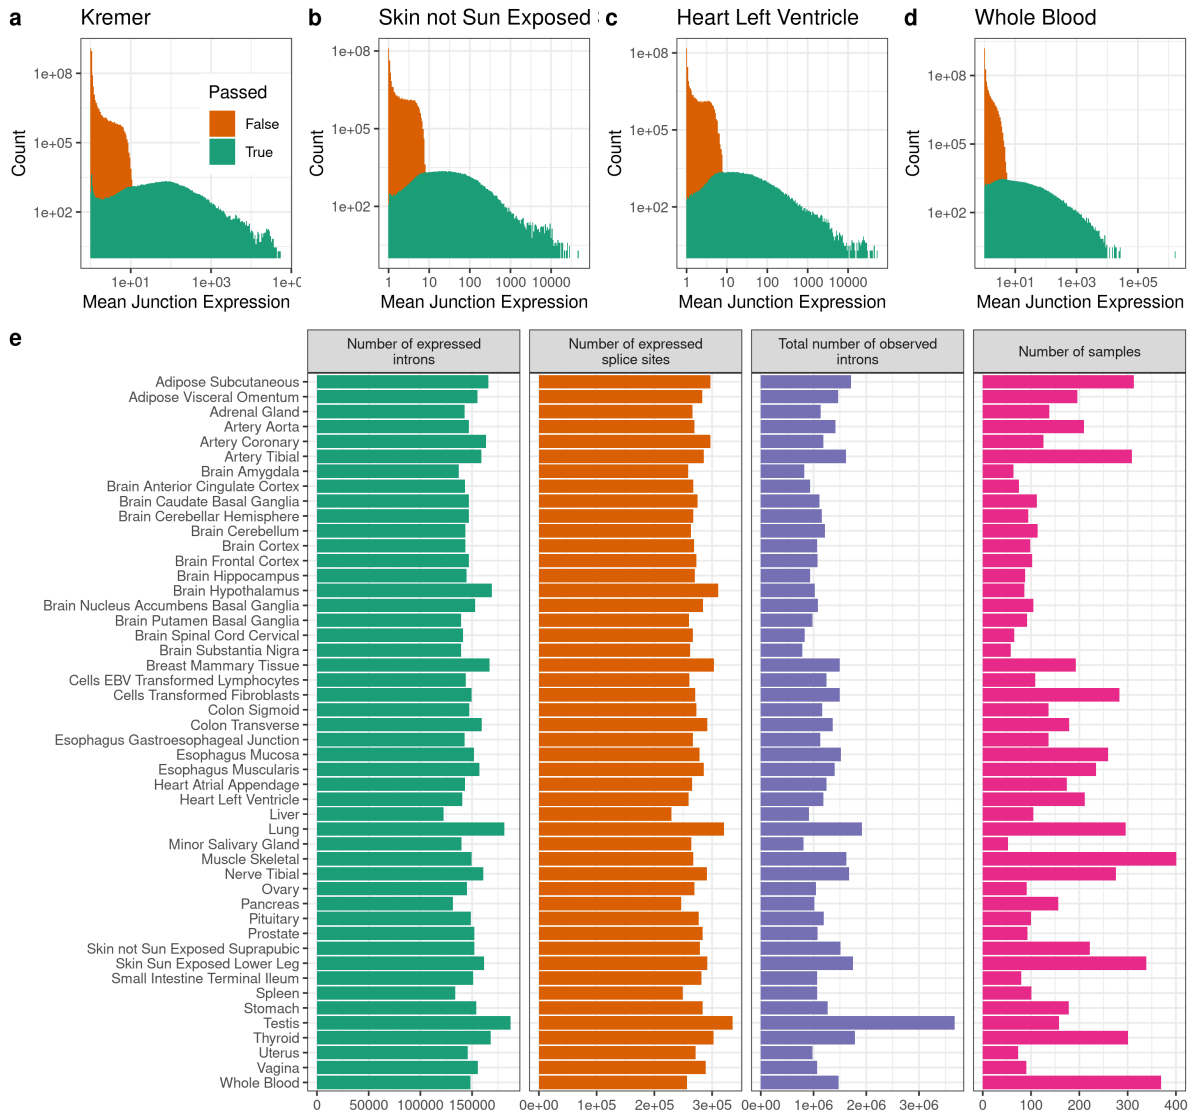 a Kremer
1e+08
1e+05
1e+02
Count
Passed
False
True
1e+01 1e+03
Mean Junction Expression
b Skin not Sun Exposed
1e+08
1e+05
1e+02
Count
1 10 100 1000 10000
Mean Junction Expression
c Heart Left Ventricle
1e+08
1e+05
1e+02
Count
1 10 100 1000 10000
Mean Junction Expression
d Whole Blood
1e+08
1e+05
1e+02
Count
1e+01 1e+03 1e+05
Mean Junction Expression
e
Number of expressed
introns
Number of expressed
splice sites
Total number of observed
introns
Number of samples
Adipose Subcutaneous
Adipose Visceral Omentum
Adrenal Gland
Artery Aorta
Artery Coronary
Artery Tibial
Brain Amygdala
Brain Anterior Cingulate Cortex
Brain Caudate Basal Ganglia
Brain Cerebellar Hemisphere
Brain Cerebellum
Brain Cortex
Brain Frontal Cortex
Brain Hippocampus
Brain Hypothalamus
Brain Nucleus Accumbens Basal Ganglia
Brain Putamen Basal Ganglia
Brain Spinal Cord Cervical
Brain Substantia Nigra
Breast Mammary Tissue
Cells EBV Transformed Lymphocytes
Cells Transformed Fibroblasts
Colon Sigmoid
Colon Transverse
Esophagus Gastroesophageal Junction
Esophagus Mucosa
Esophagus Muscularis
Heart Atrial Appendage
Heart Left Ventricle
Liver
Lung
Minor Salivary Gland
Muscle Skeletal
Nerve Tibial
Ovary
Pancreas
Pituitary
Prostate
Skin not Sun Exposed Suprapubic
Skin Sun Exposed Lower Leg
Small Intestine Terminal Ileum
Spleen
Stomach
Testis
Thyroid
Uterus
Vagina
Whole Blood
0 50000 100000 150000
0e+00 1e+05 2e+05 3e+05
0e+00 1e+06 2e+06 3e+06
0 100 200 300 400